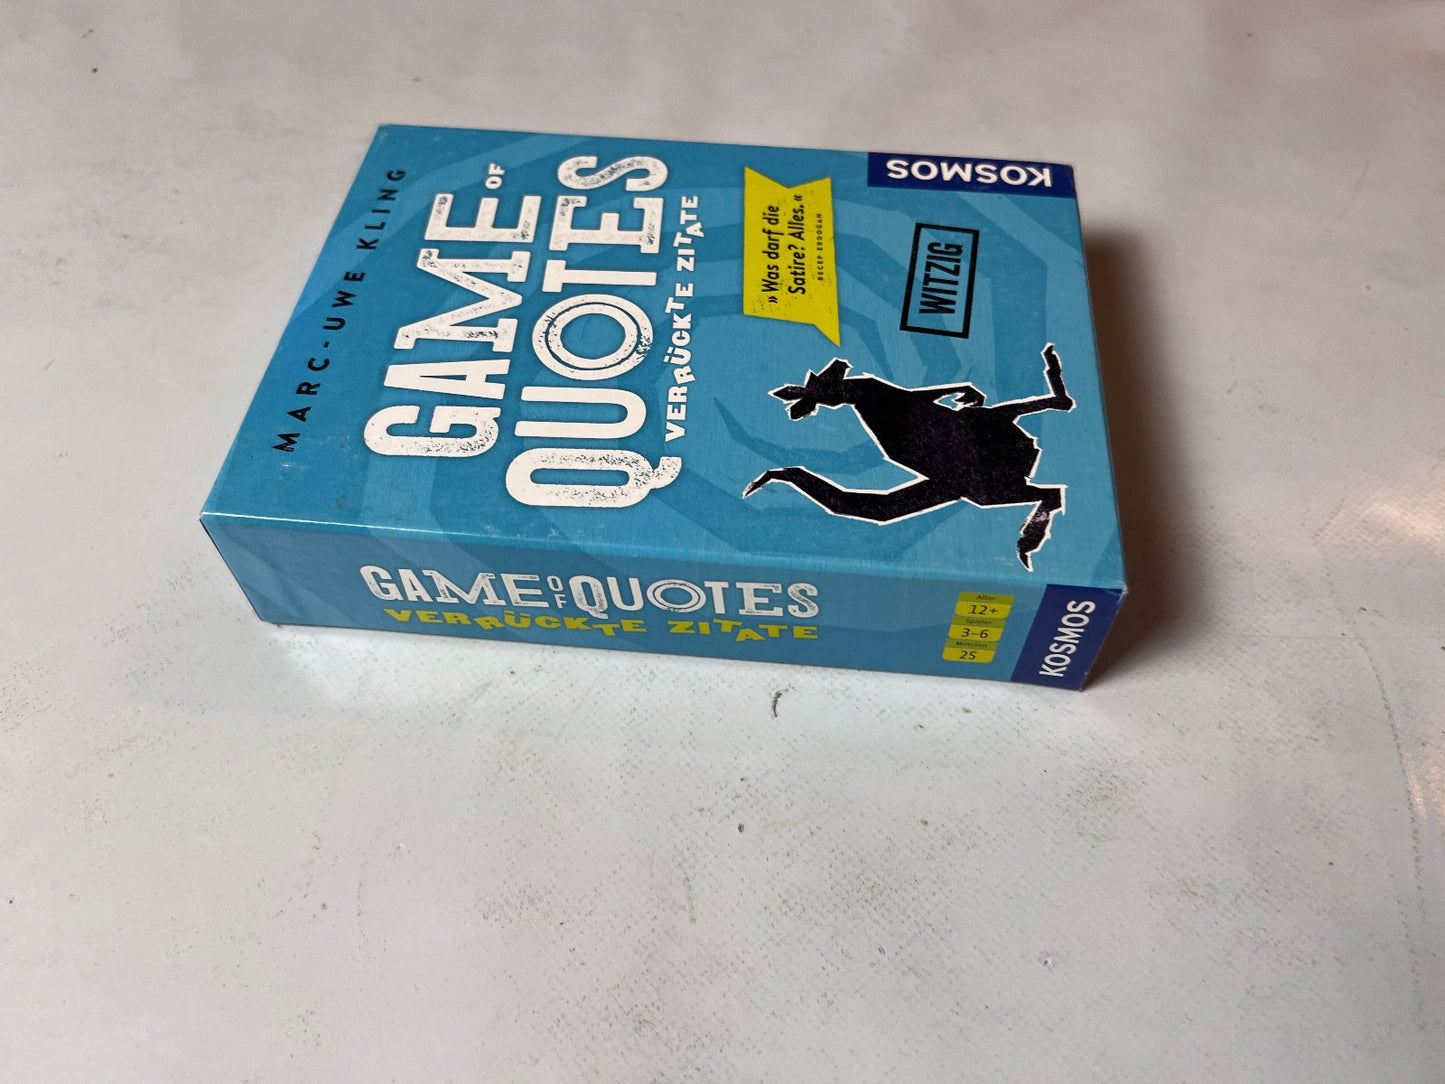 MARC-UWE KLING
GAME OF
QUOTES
VERRÜCKTE ZITATE
»Was darf die
Satire? Alles.«
RECEP ERDOGGAN
WITZIG
KOSMOS
GAME OF QUOTES
VERRÜCKTE ZITATE
Alter
12+
Spieler
3–6
Minuten
25
KOSMOS